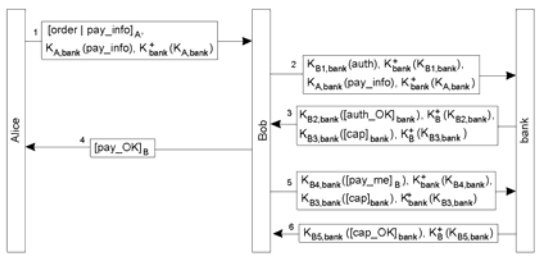 Alice
Bob
bank
1
[order | pay_info]A,
KA,bank(pay_info), K+bank(KA,bank)
2
KB1,bank(auth), K+bank(KB1,bank),
KA,bank(pay_info), K+bank(KA,bank)
3
KB2,bank([auth_OK]bank), K+B(KB2,bank),
KB3,bank([cap]bank), K+B(KB3,bank)
4
[pay_OK]B
5
KB4,bank([pay_me]B), K+bank(KB4,bank),
KB3,bank([cap]bank), K+bank(KB3,bank)
6
KB5,bank([cap_OK]bank), K+B(KB5,bank)